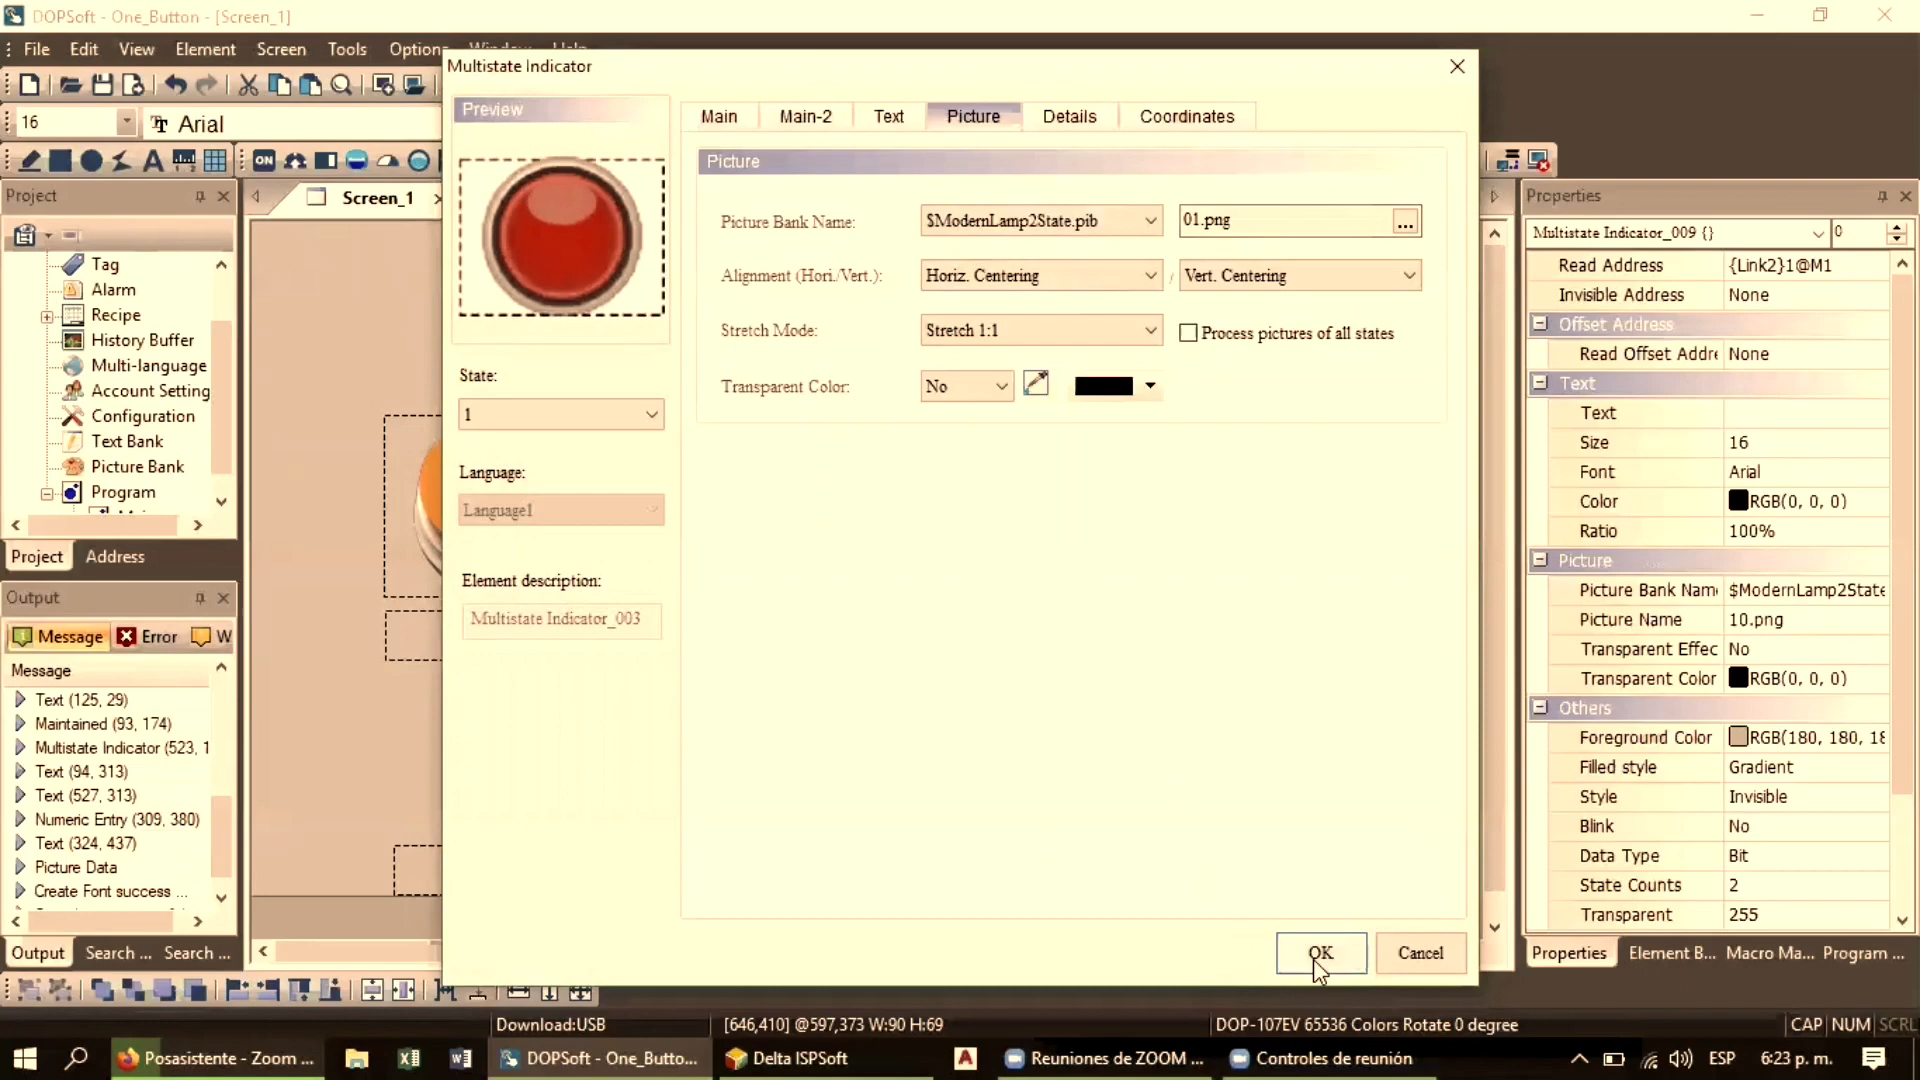 DOPSoft - One_Button - [Screen_1]
File Edit View Element Screen Tools Option
16 Arial
ON
Project
Screen_1
Tag
Alarm
Recipe
History Buffer
Multi-language
Account Setting
Configuration
Text Bank
Picture Bank
Program
Project Address
Output
Message Error W
Message
Text (125, 29)
Maintained (93, 174)
Multistate Indicator (523, 1
Text (94, 313)
Text (527, 313)
Numeric Entry (309, 380)
Text (324, 437)
Picture Data
Create Font success ...
Output Search ... Search ...
Multistate Indicator
Preview
State:
1
Language:
Language1
Element description:
Multistate Indicator_003
Main Main-2 Text Picture Details Coordinates
Picture
Picture Bank Name: $ModernLamp2State.pib 01.png ...
Alignment (Hori./Vert.): Horiz. Centering / Vert. Centering
Stretch Mode: Stretch 1:1 Process pictures of all states
Transparent Color: No
OK Cancel
Properties
Multistate Indicator_009 {} 0
Read Address {Link2}1@M1
Invisible Address None
Offset Address
Read Offset Addre None
Text
Text
Size 16
Font Arial
Color RGB(0, 0, 0)
Ratio 100%
Picture
Picture Bank Nam $ModernLamp2State
Picture Name 10.png
Transparent Effec No
Transparent Color RGB(0, 0, 0)
Others
Foreground Color RGB(180, 180, 18
Filled style Gradient
Style Invisible
Blink No
Data Type Bit
State Counts 2
Transparent 255
Properties Element B... Macro Ma... Program ...
Download:USB [646,410] @597,373 W:90 H:69 DOP-107EV 65536 Colors Rotate 0 degree CAP NUM SCRL
Posasistente - Zoom ... DOPSoft - One_Butto... Delta ISPSoft Reuniones de ZOOM ... Controles de reunión ESP 6:23 p. m.